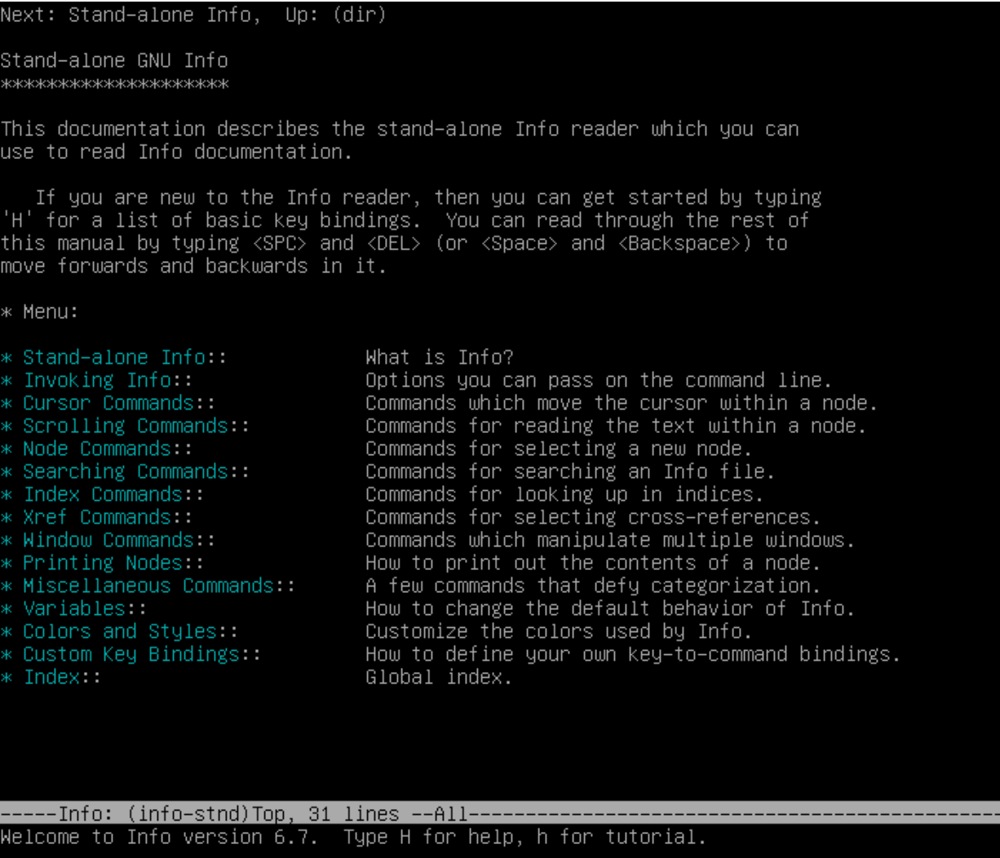 Next: Stand-alone Info,  Up: (dir)
Stand-alone GNU Info
********************
This documentation describes the stand-alone Info reader which you can
use to read Info documentation.
   If you are new to the Info reader, then you can get started by typing
'H' for a list of basic key bindings.  You can read through the rest of
this manual by typing <SPC> and <DEL> (or <Space> and <Backspace>) to
move forwards and backwards in it.
* Menu:
* Stand-alone Info::            What is Info?
* Invoking Info::               Options you can pass on the command line.
* Cursor Commands::             Commands which move the cursor within a node.
* Scrolling Commands::          Commands for reading the text within a node.
* Node Commands::               Commands for selecting a new node.
* Searching Commands::          Commands for searching an Info file.
* Index Commands::              Commands for looking up in indices.
* Xref Commands::               Commands for selecting cross-references.
* Window Commands::             Commands which manipulate multiple windows.
* Printing Nodes::              How to print out the contents of a node.
* Miscellaneous Commands::      A few commands that defy categorization.
* Variables::                   How to change the default behavior of Info.
* Colors and Styles::           Customize the colors used by Info.
* Custom Key Bindings::         How to define your own key-to-command bindings.
* Index::                       Global index.
-----Info: (info-stnd)Top, 31 lines --All-----------------------------------------------
Welcome to Info version 6.7.  Type H for help, h for tutorial.